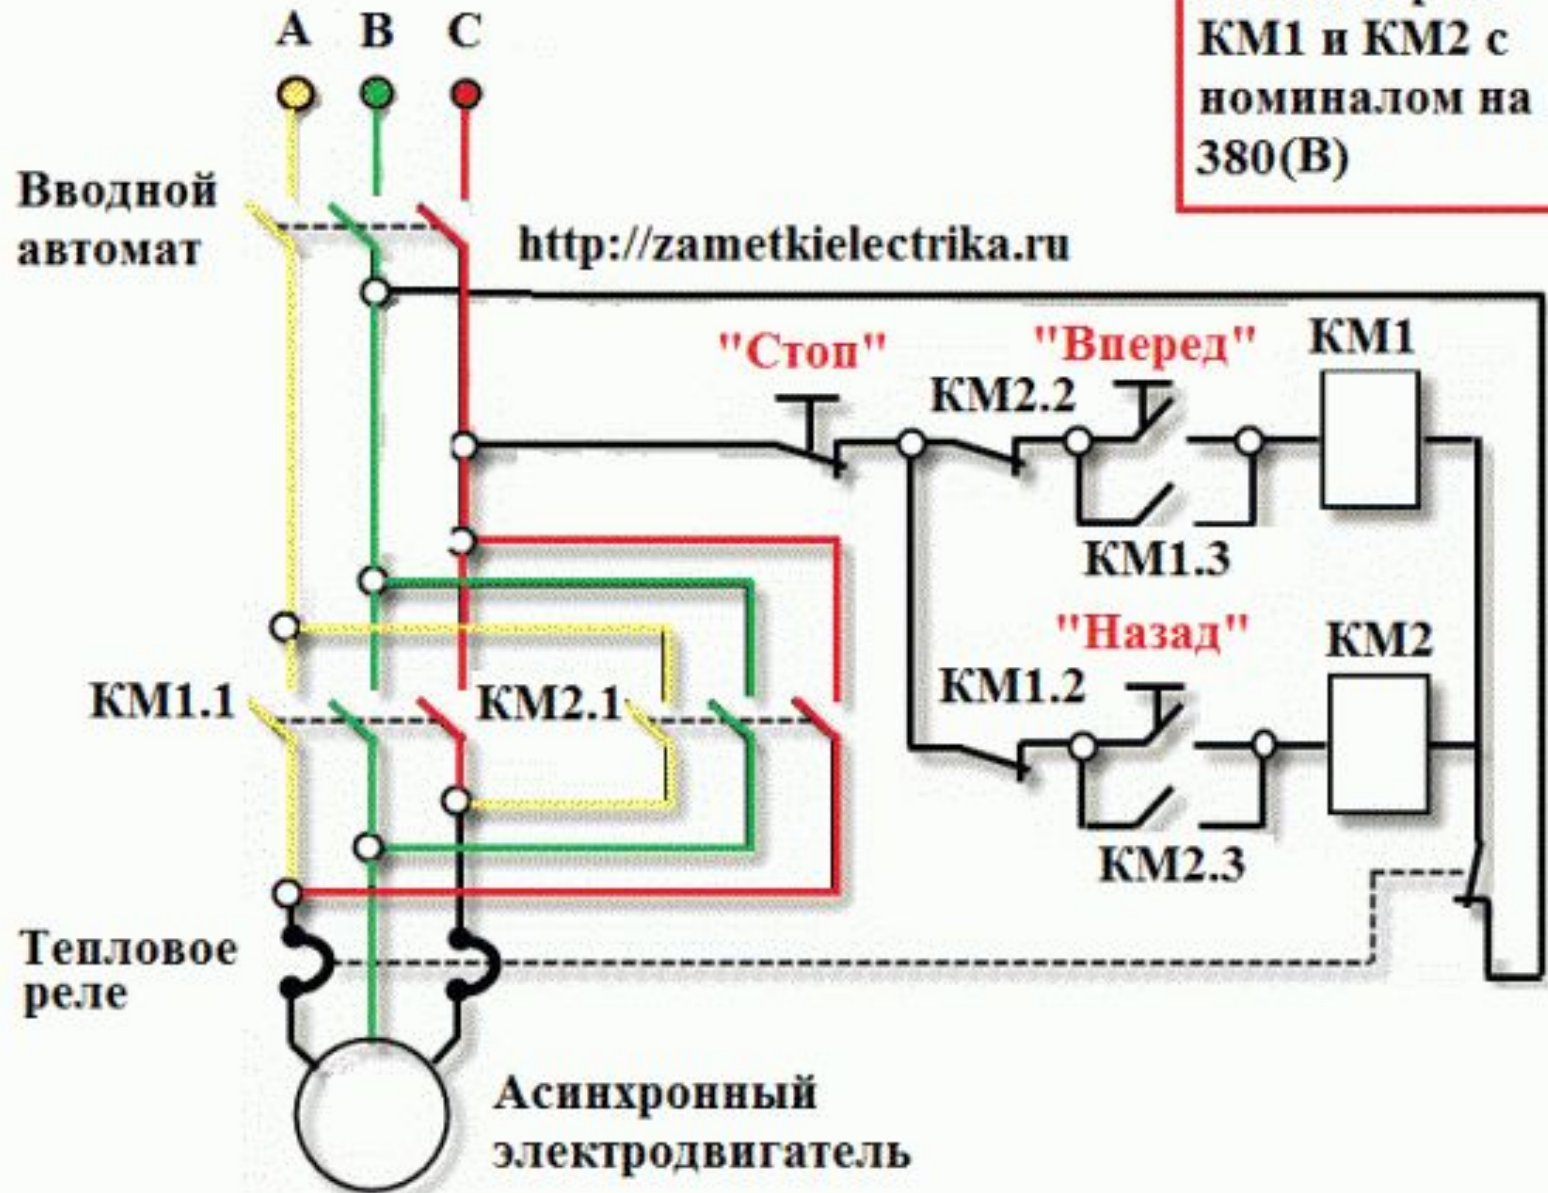 A B C
КМ1 и КМ2 с
номиналом на
380(В)
Вводной
автомат
http://zametkielectrika.ru
"Стоп"
"Вперед"
КМ1
КМ2.2
КМ1.3
"Назад"
КМ2
КМ1.2
КМ1.1
КМ2.1
КМ2.3
Тепловое
реле
Асинхронный
электродвигатель